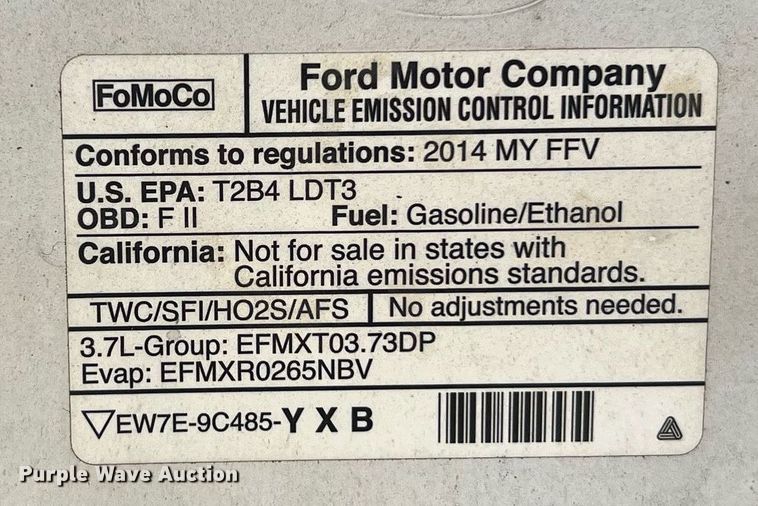 FoMoCo
Ford Motor Company
VEHICLE EMISSION CONTROL INFORMATION
Conforms to regulations: 2014 MY FFV
U.S. EPA: T2B4 LDT3
OBD: F II Fuel: Gasoline/Ethanol
California: Not for sale in states with
California emissions standards.
TWC/SFI/HO2S/AFS No adjustments needed.
3.7L-Group: EFMXT03.73DP
Evap: EFMXR0265NBV
EW7E-9C485-Y X B
Purple Wave Auction